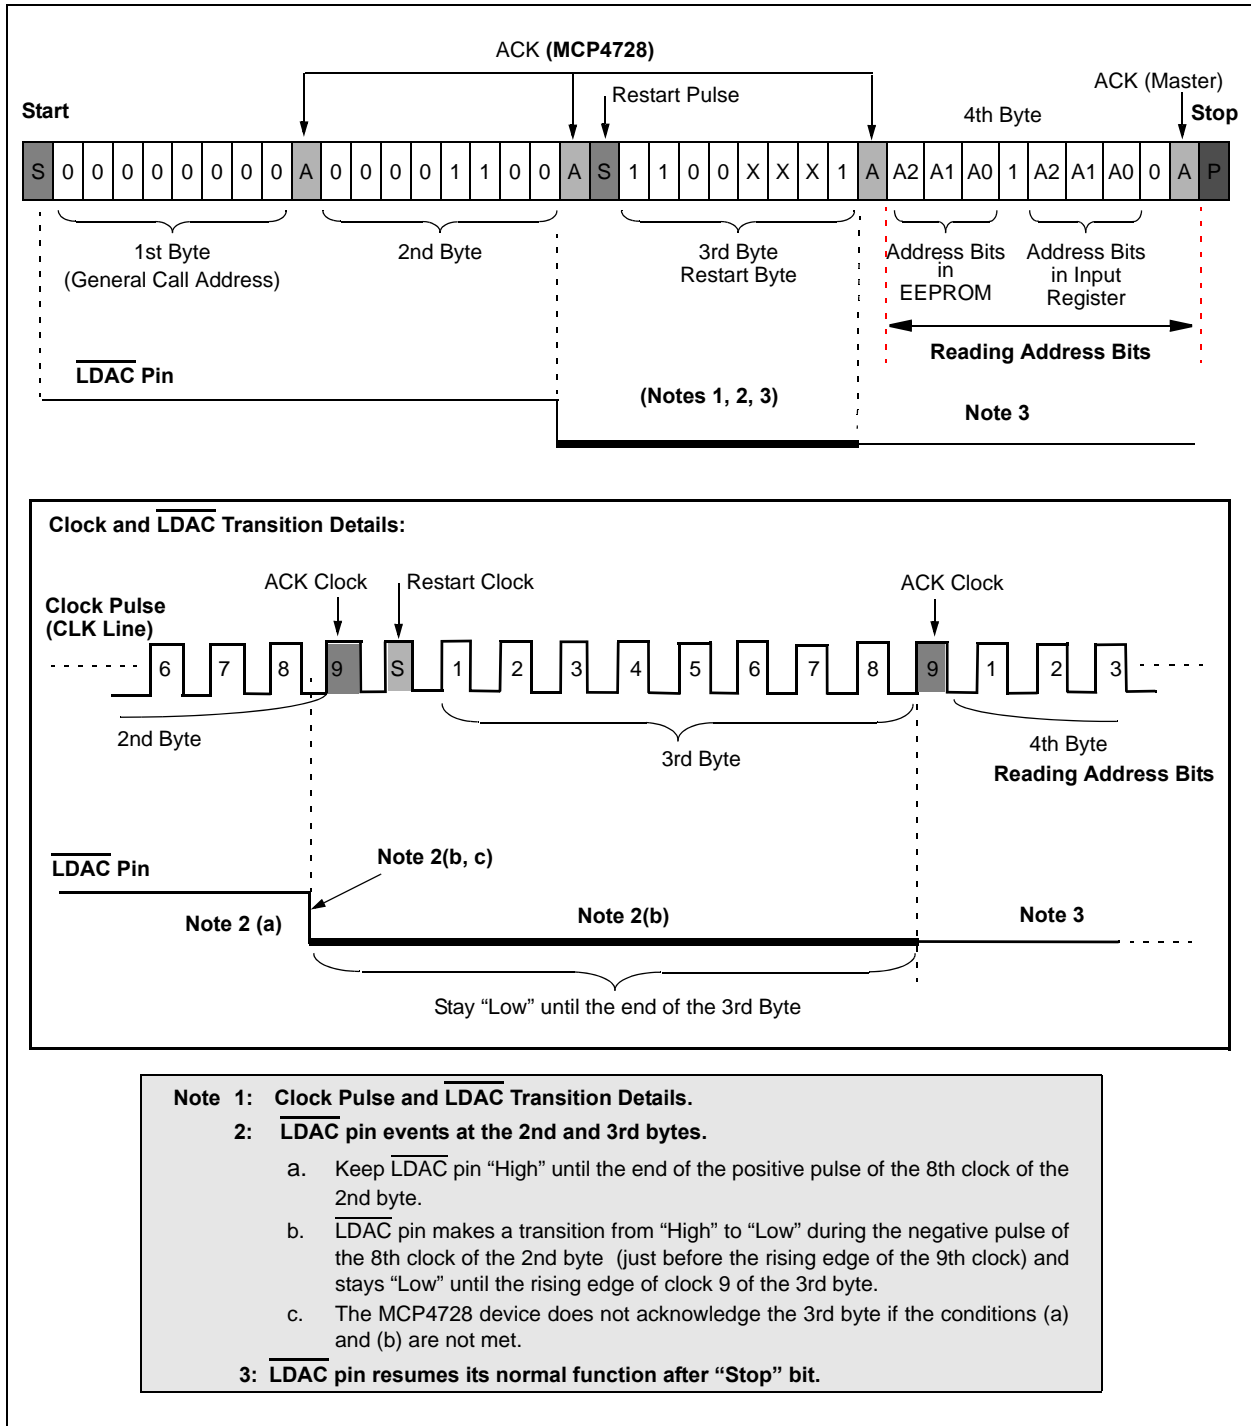 ACK (MCP4728)
Restart Pulse
ACK (Master)
Start
4th Byte
Stop
S 0 0 0 0 0 0 0 0 A 0 0 0 0 1 1 0 0 A S 1 1 0 0 X X X 1 A A2 A1 A0 1 A2 A1 A0 0 A P
1st Byte
(General Call Address)
2nd Byte
3rd Byte
Restart Byte
Address Bits
in
EEPROM
Address Bits
in Input
Register
Reading Address Bits
LDAC Pin
(Notes 1, 2, 3)
Note 3
Clock and LDAC Transition Details:
ACK Clock
Restart Clock
ACK Clock
Clock Pulse
(CLK Line)
6 7 8 9 S 1 2 3 4 5 6 7 8 9 1 2 3
2nd Byte
3rd Byte
4th Byte
Reading Address Bits
LDAC Pin
Note 2(b, c)
Note 2 (a)
Note 2(b)
Note 3
Stay “Low” until the end of the 3rd Byte
Note 1: Clock Pulse and LDAC Transition Details.
2: LDAC pin events at the 2nd and 3rd bytes.
a. Keep LDAC pin “High” until the end of the positive pulse of the 8th clock of the
2nd byte.
b. LDAC pin makes a transition from “High” to “Low” during the negative pulse of
the 8th clock of the 2nd byte (just before the rising edge of the 9th clock) and
stays “Low” until the rising edge of clock 9 of the 3rd byte.
c. The MCP4728 device does not acknowledge the 3rd byte if the conditions (a)
and (b) are not met.
3: LDAC pin resumes its normal function after “Stop” bit.